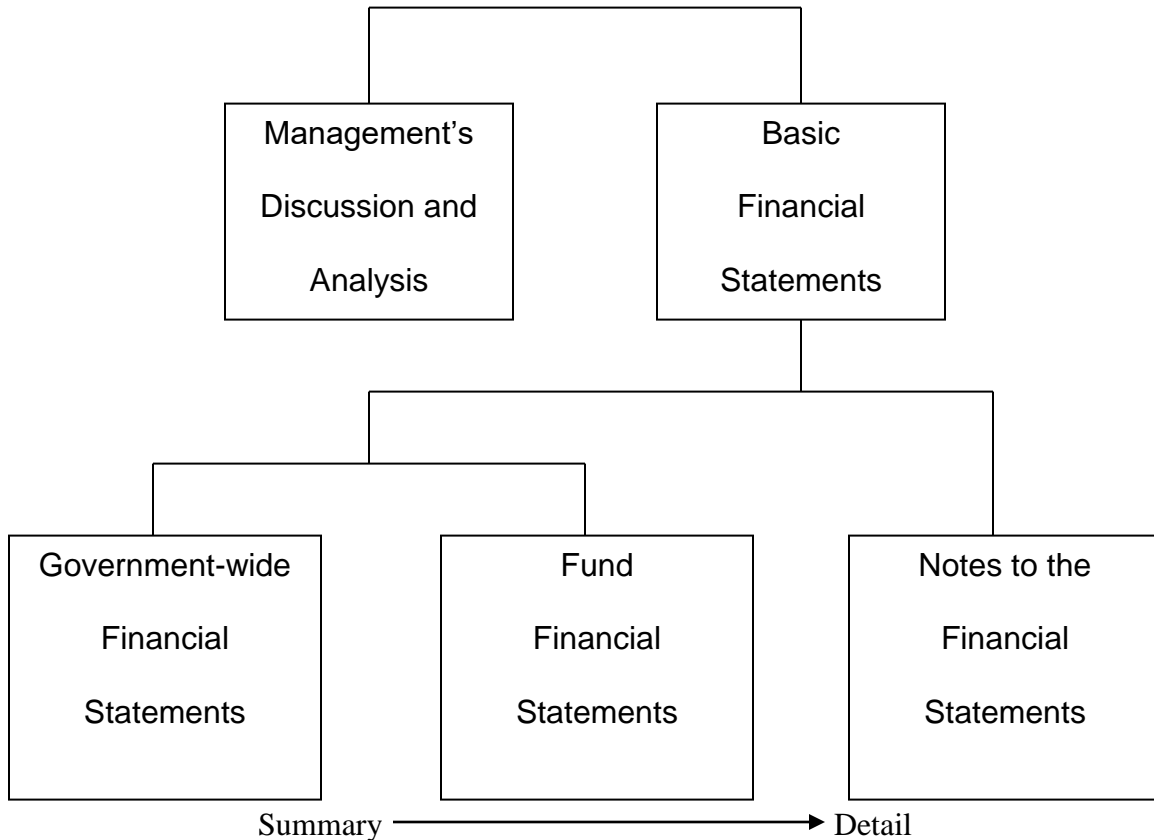 Management’s
Discussion and
Analysis
Basic
Financial
Statements
Government-wide
Financial
Statements
Fund
Financial
Statements
Notes to the
Financial
Statements
Summary
Detail